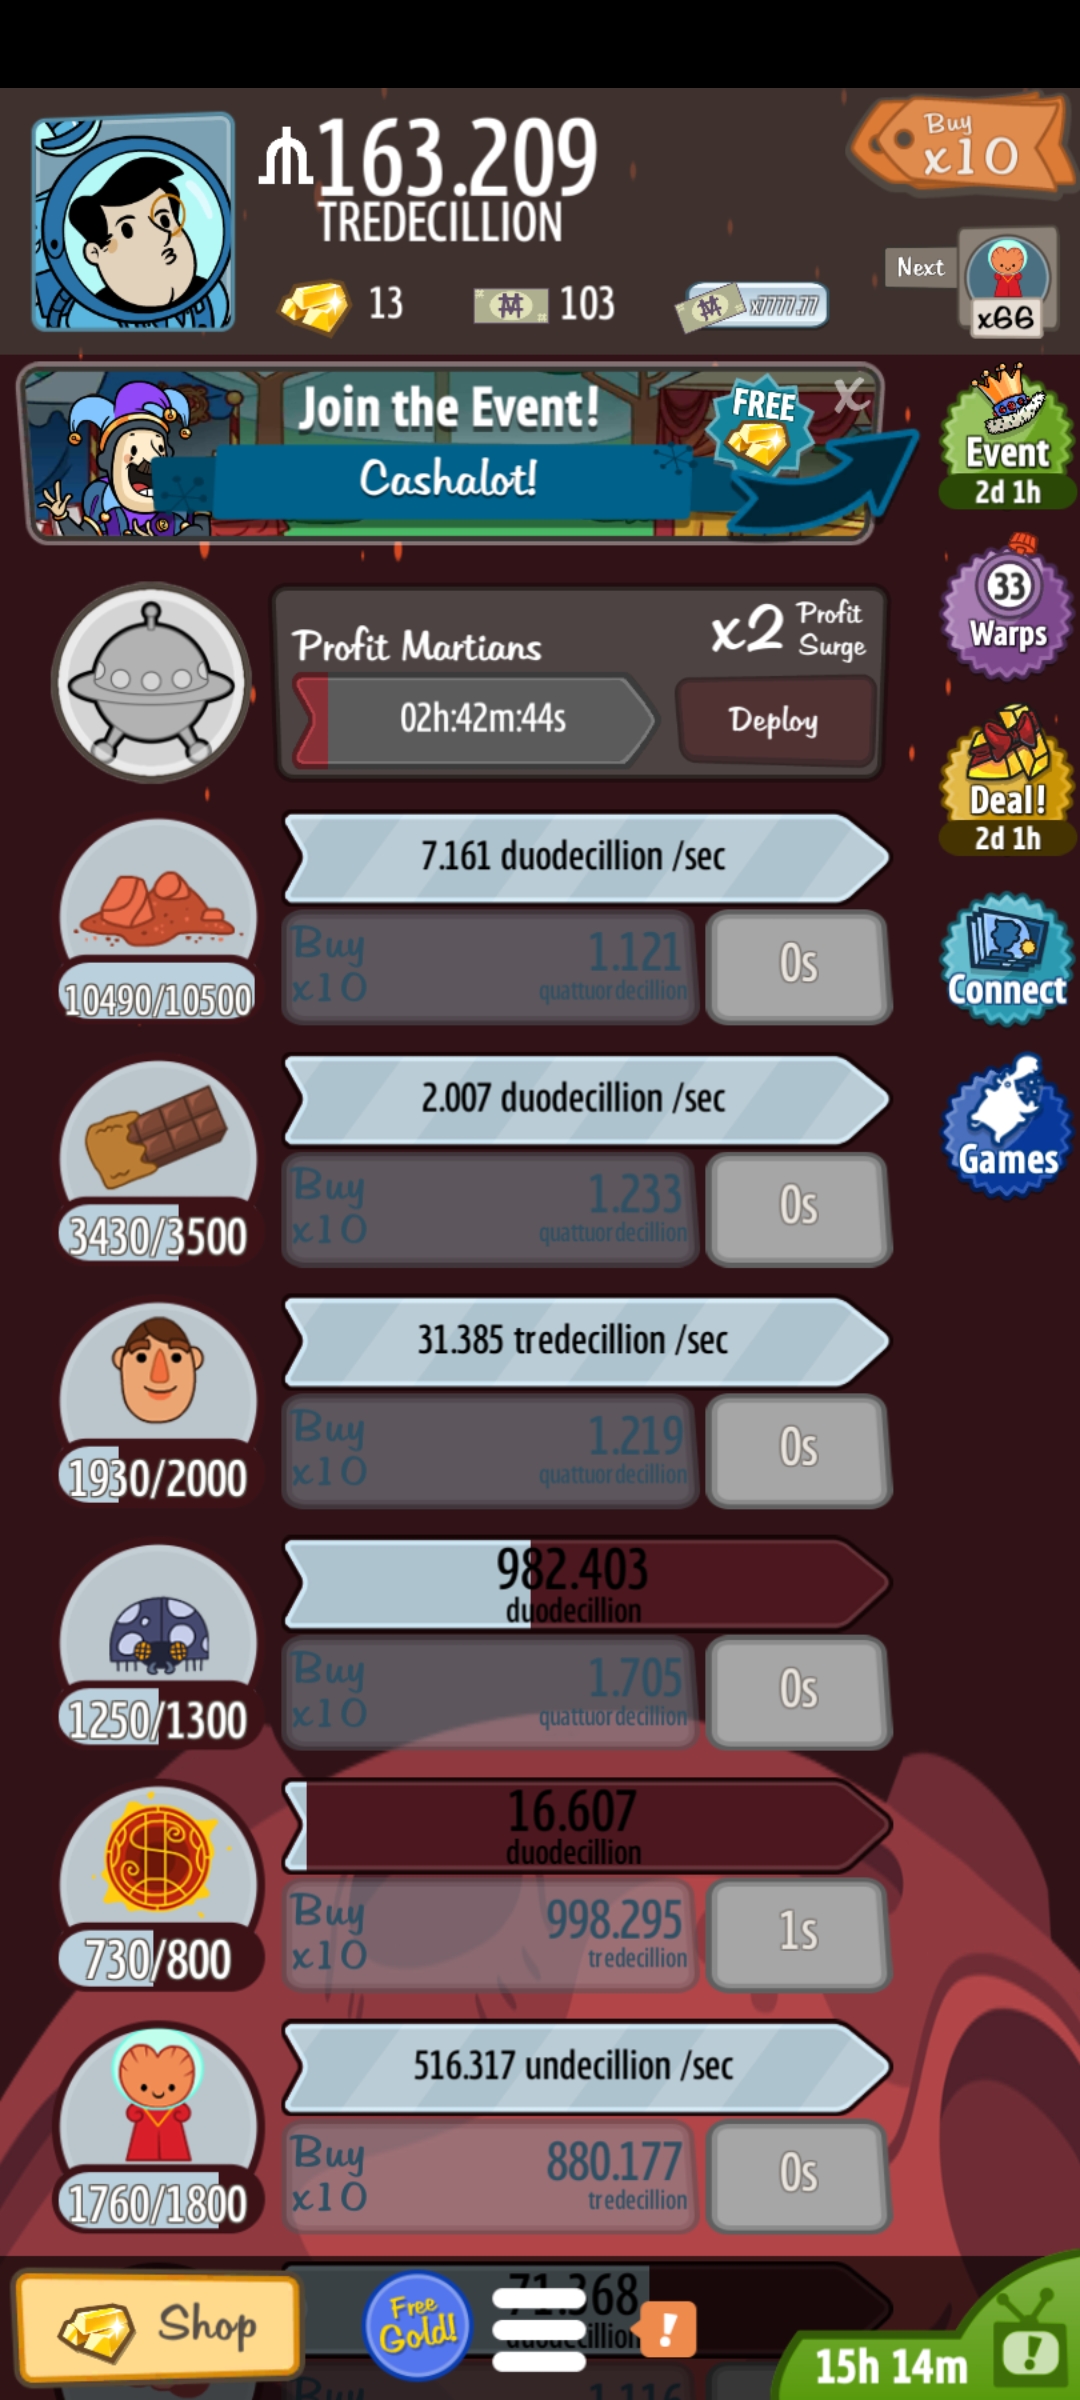 163.209
TREDECILLION
Buy
x10
13
103
x7777.77
Next
x66
Join the Event!
FREE
X
Cashalot!
Event
2d 1h
33
Warps
Profit Martians
x2 Profit
Surge
02h:42m:44s
Deploy
Deal!
2d 1h
7.161 duodecillion /sec
10490/10500
Buy
x10
1.121
quattuordecillion
0s
Connect
2.007 duodecillion /sec
3430/3500
Buy
x10
1.233
quattuordecillion
0s
Games
31.385 tredecillion /sec
1930/2000
Buy
x10
1.219
quattuordecillion
0s
982.403
duodecillion
1250/1300
Buy
x10
1.705
quattuordecillion
0s
16.607
duodecillion
730/800
Buy
x10
998.295
tredecillion
1s
516.317 undecillion /sec
1760/1800
Buy
x10
880.177
tredecillion
0s
Shop
Free
Gold!
71.368
!
15h 14m
!
Buy
1.116